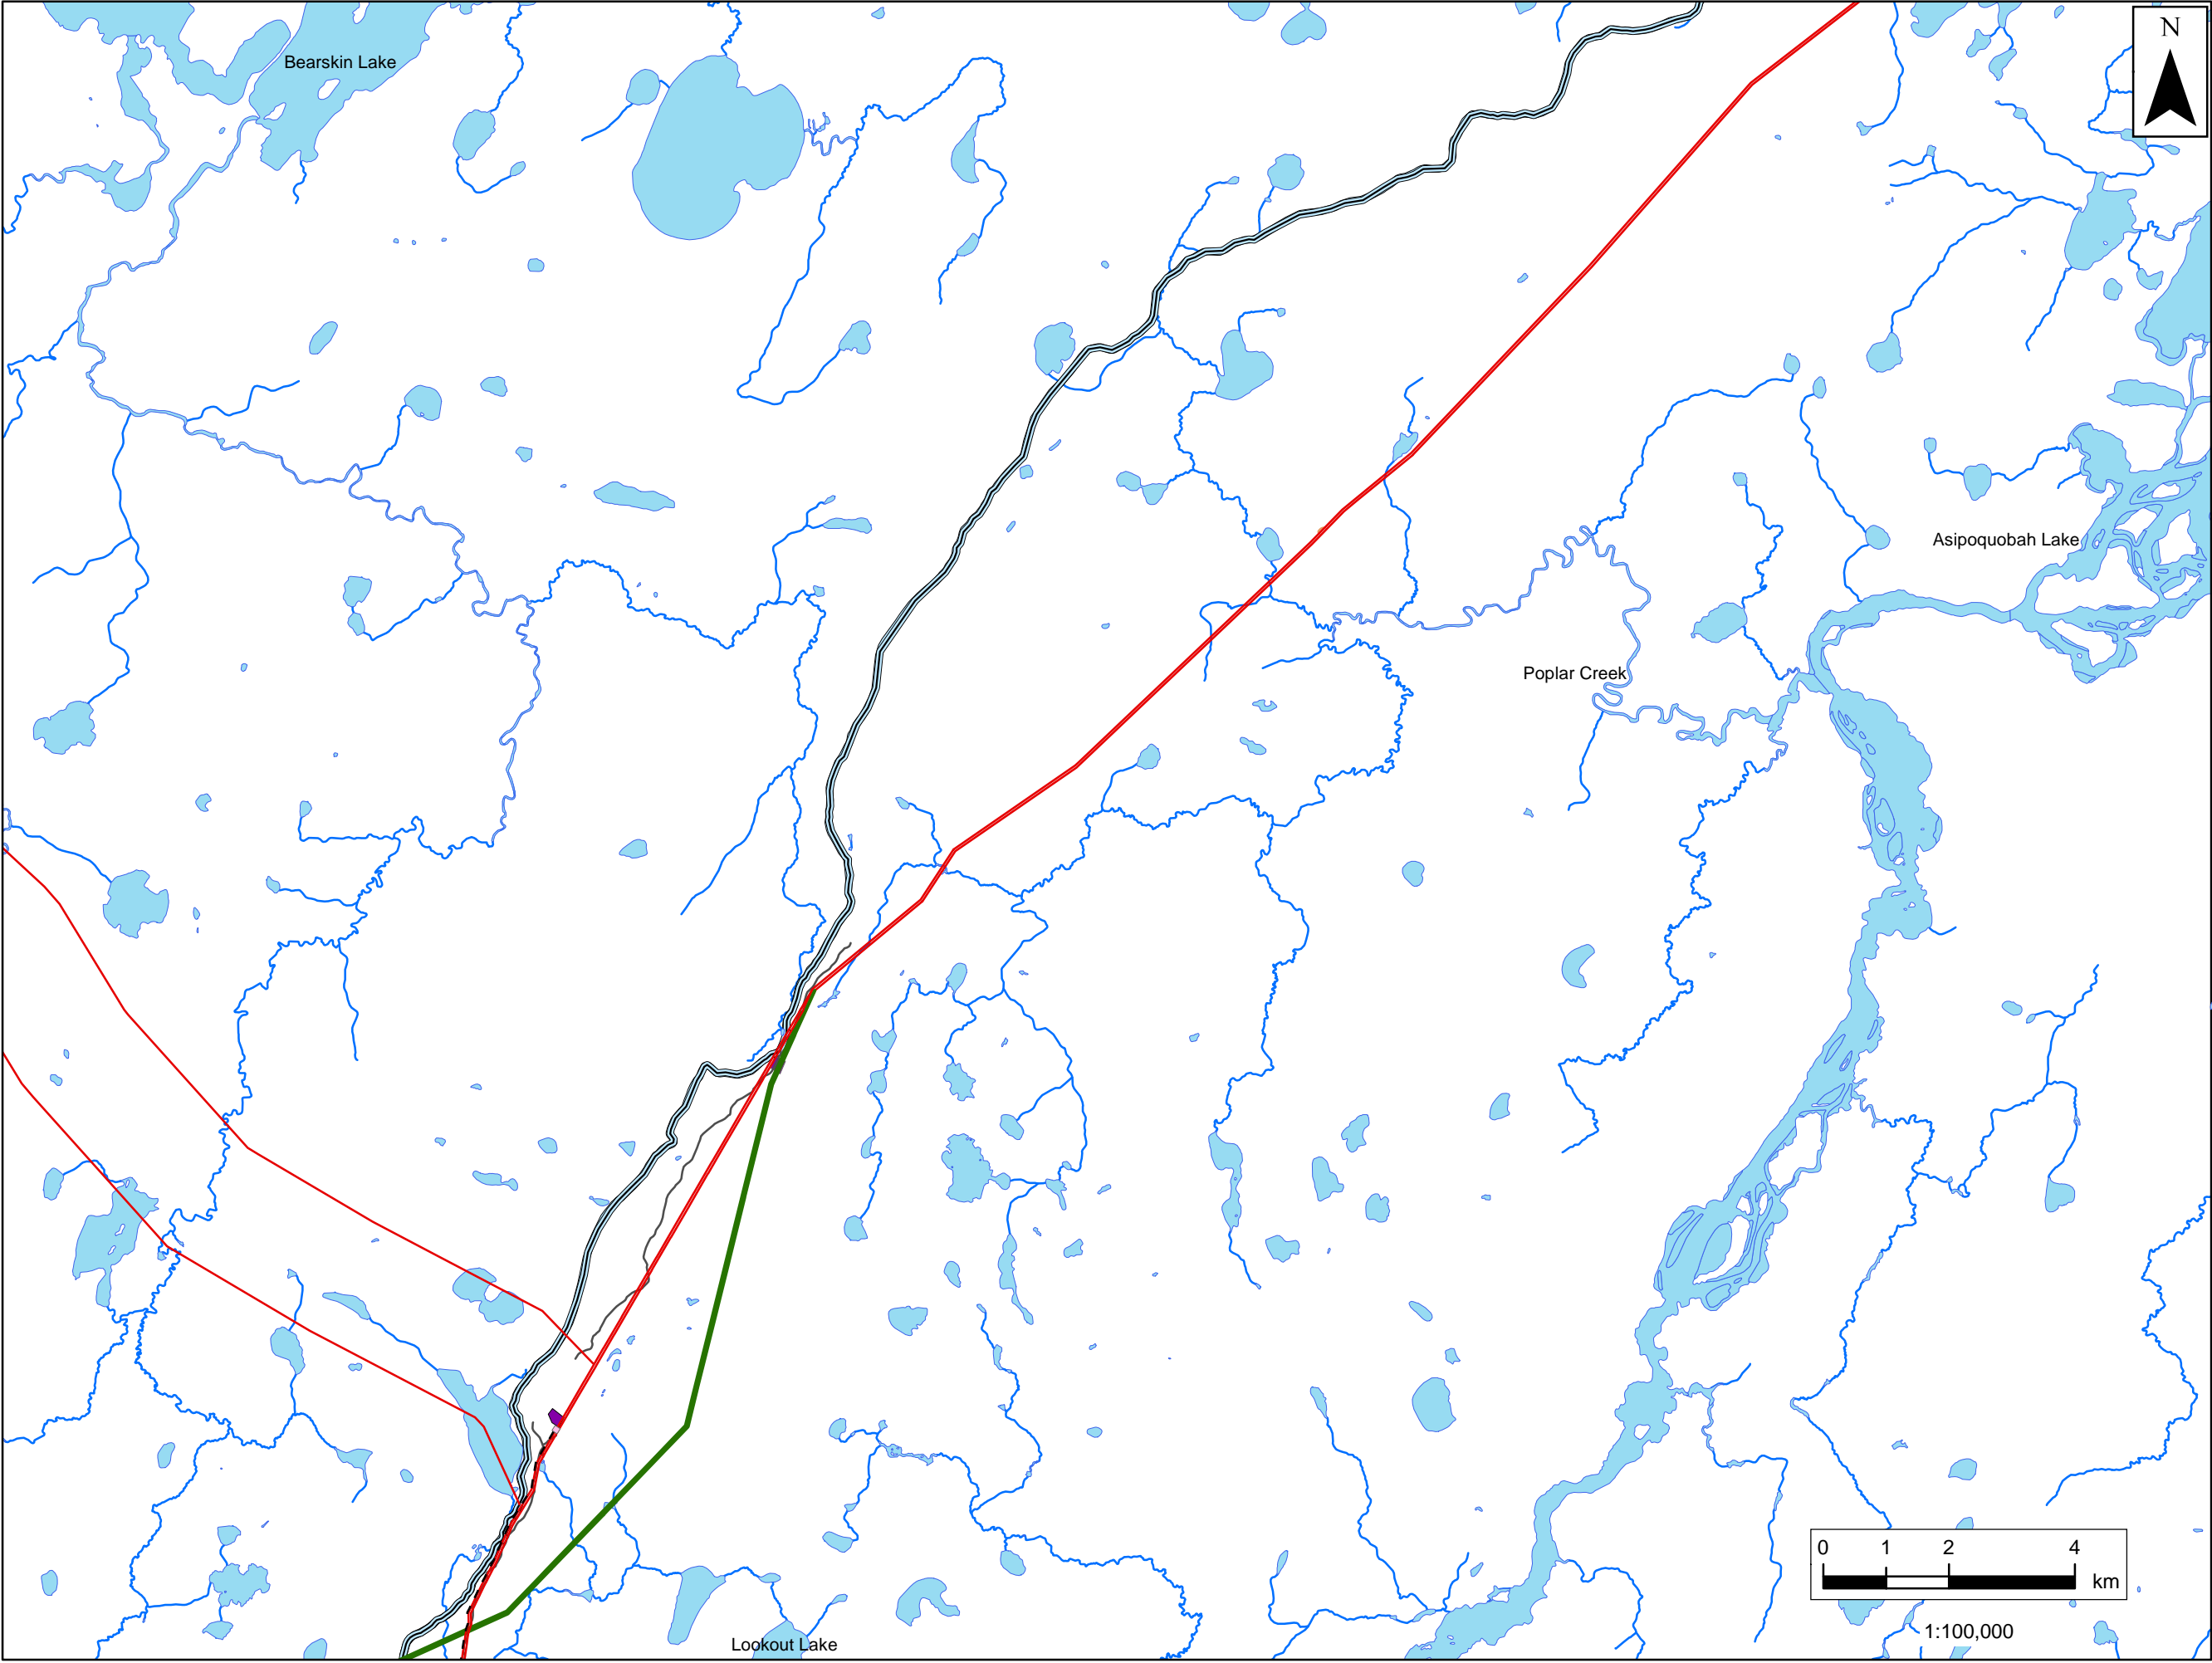 N
Bearskin Lake
Asipoquobah Lake
Poplar Creek
Lookout Lake
0 1 2 4
km
1:100,000